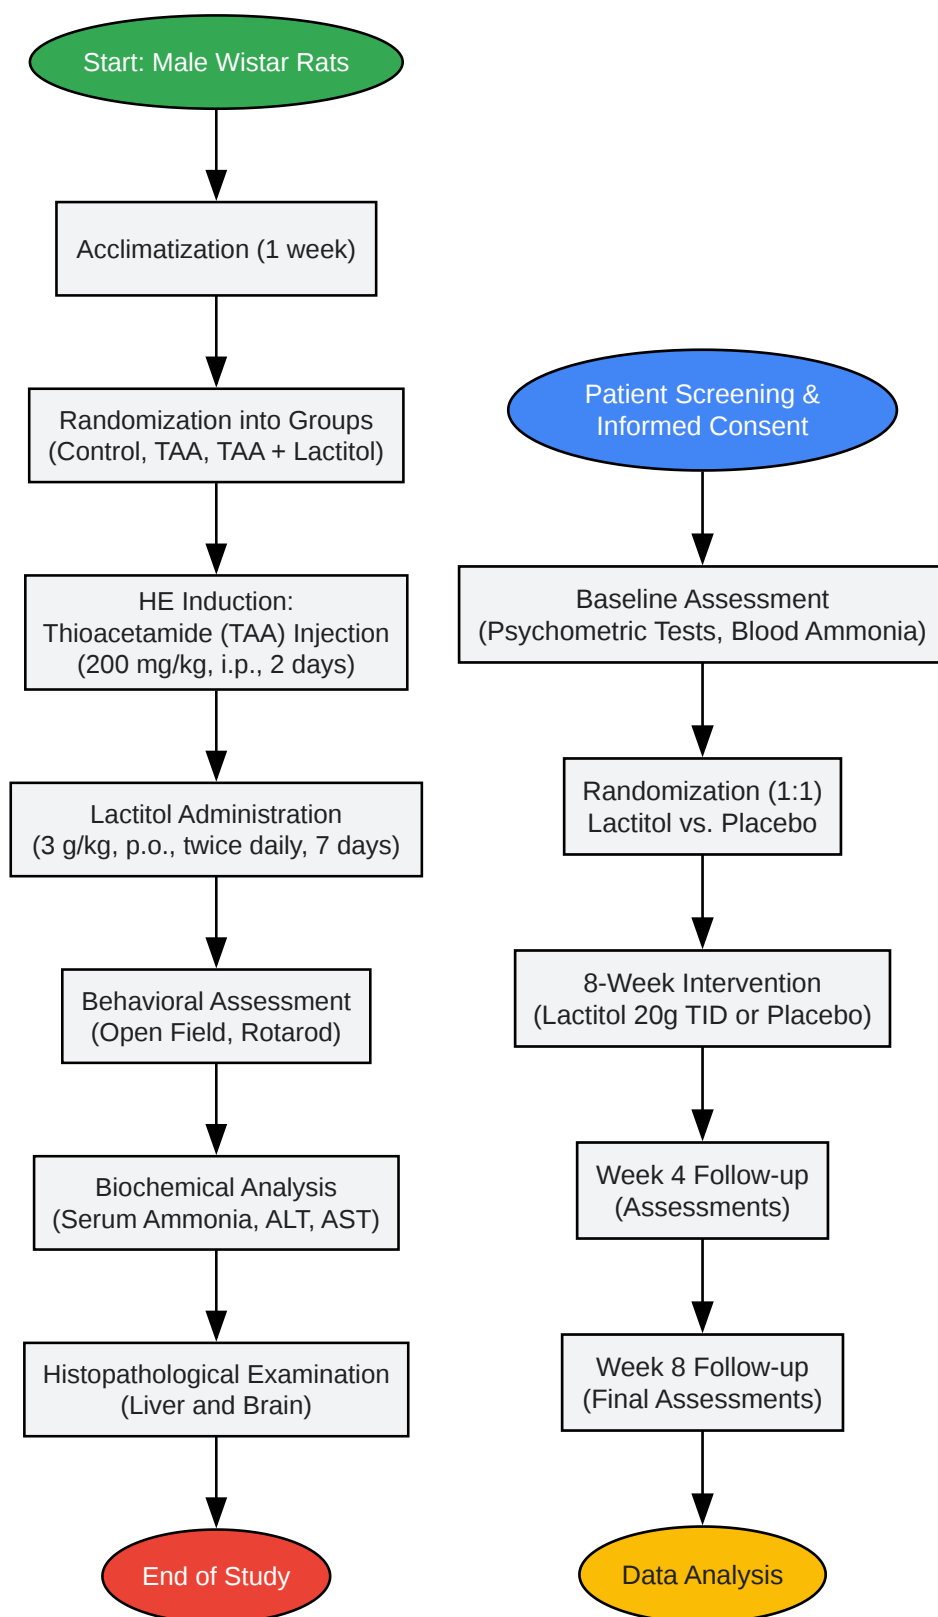 Start: Male Wistar Rats
Acclimatization (1 week)
Randomization into Groups
(Control, TAA, TAA + Lactitol)
HE Induction:
Thioacetamide (TAA) Injection
(200 mg/kg, i.p., 2 days)
Lactitol Administration
(3 g/kg, p.o., twice daily, 7 days)
Behavioral Assessment
(Open Field, Rotarod)
Biochemical Analysis
(Serum Ammonia, ALT, AST)
Histopathological Examination
(Liver and Brain)
End of Study
Patient Screening &
Informed Consent
Baseline Assessment
(Psychometric Tests, Blood Ammonia)
Randomization (1:1)
Lactitol vs. Placebo
8-Week Intervention
(Lactitol 20g TID or Placebo)
Week 4 Follow-up
(Assessments)
Week 8 Follow-up
(Final Assessments)
Data Analysis